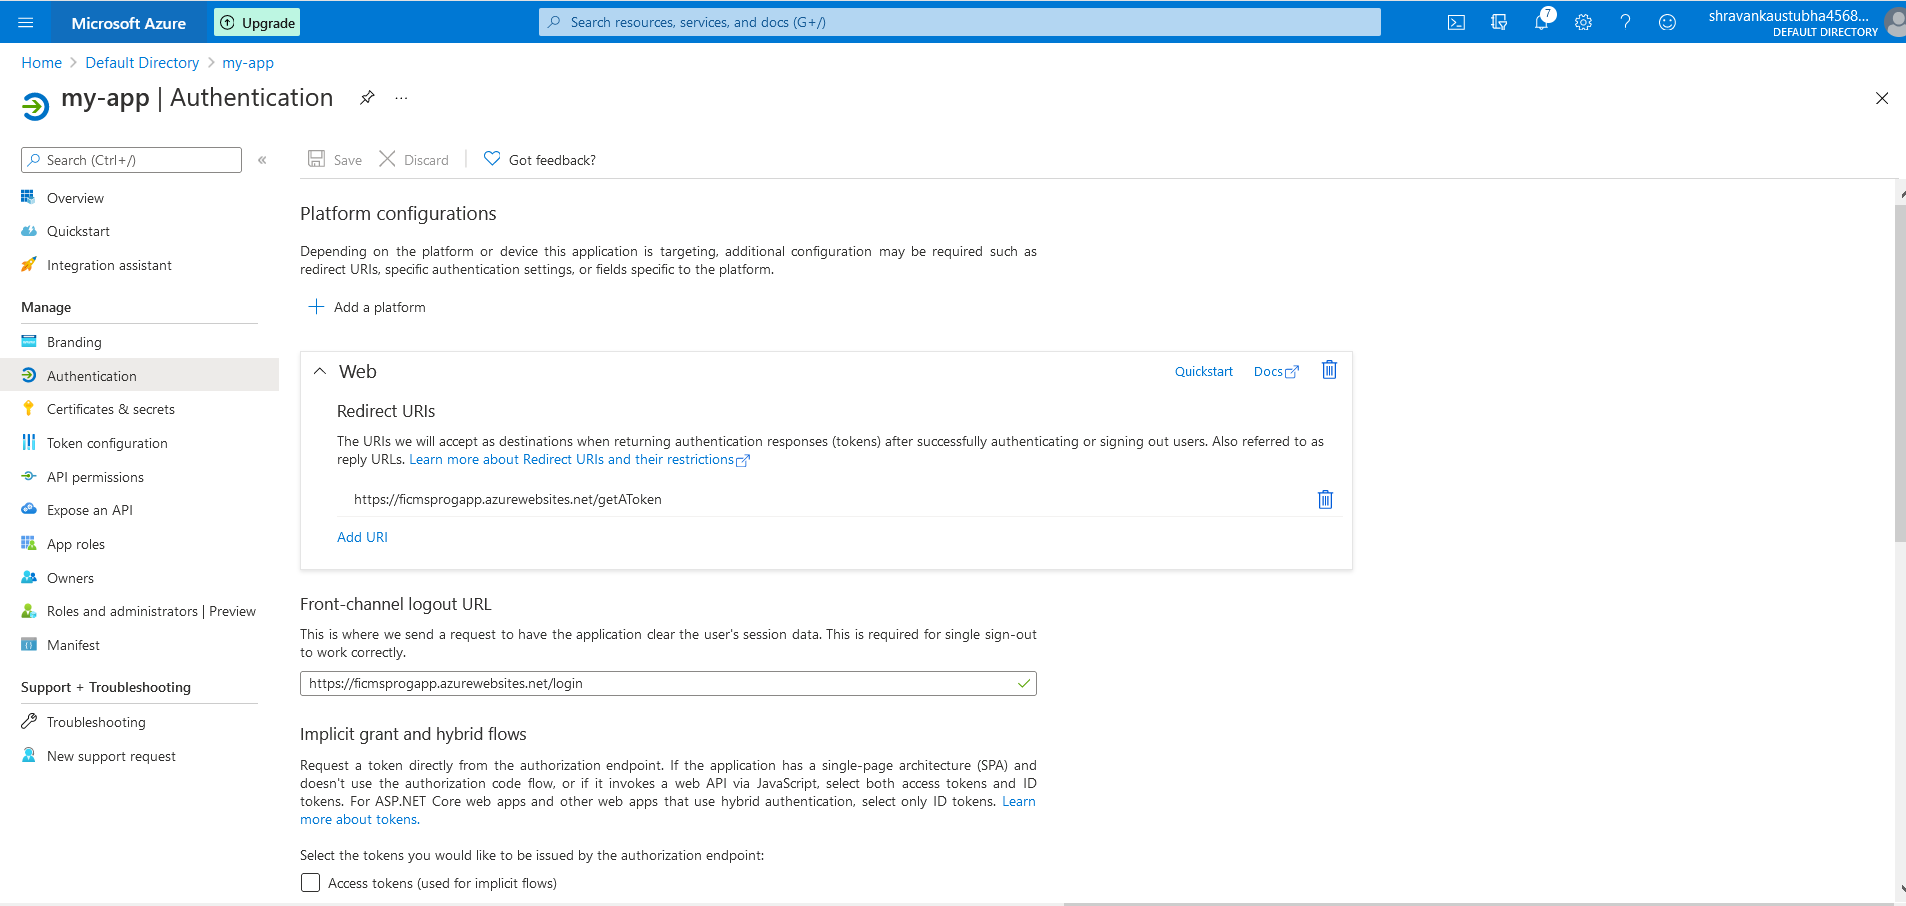 Microsoft Azure
Upgrade
Search resources, services, and docs (G+/)
7
shravankaustubha4568...
DEFAULT DIRECTORY
Home > Default Directory > my-app
my-app | Authentication
...
Search (Ctrl+/)
«
Save
Discard
Got feedback?
Overview
Quickstart
Integration assistant
Manage
Branding
Authentication
Certificates & secrets
Token configuration
API permissions
Expose an API
App roles
Owners
Roles and administrators | Preview
Manifest
Support + Troubleshooting
Troubleshooting
New support request
Platform configurations
Depending on the platform or device this application is targeting, additional configuration may be required such as
redirect URIs, specific authentication settings, or fields specific to the platform.
Add a platform
Web
Quickstart
Docs
Redirect URIs
The URIs we will accept as destinations when returning authentication responses (tokens) after successfully authenticating or signing out users. Also referred to as
reply URLs. Learn more about Redirect URIs and their restrictions
https://ficmsprogapp.azurewebsites.net/getAToken
Add URI
Front-channel logout URL
This is where we send a request to have the application clear the user's session data. This is required for single sign-out
to work correctly.
https://ficmsprogapp.azurewebsites.net/login
Implicit grant and hybrid flows
Request a token directly from the authorization endpoint. If the application has a single-page architecture (SPA) and
doesn't use the authorization code flow, or if it invokes a web API via JavaScript, select both access tokens and ID
tokens. For ASP.NET Core web apps and other web apps that use hybrid authentication, select only ID tokens. Learn
more about tokens.
Select the tokens you would like to be issued by the authorization endpoint:
Access tokens (used for implicit flows)